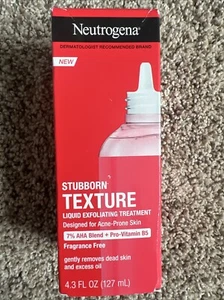 Neutrogena®
DERMATOLOGIST RECOMMENDED BRAND
NEW
STUBBORN
TEXTURE
LIQUID EXFOLIATING TREATMENT
Designed for Acne-Prone Skin
7% AHA Blend + Pro-Vitamin B5
Fragrance Free
gently removes dead skin
and excess oil
4.3 FL OZ (127 mL)